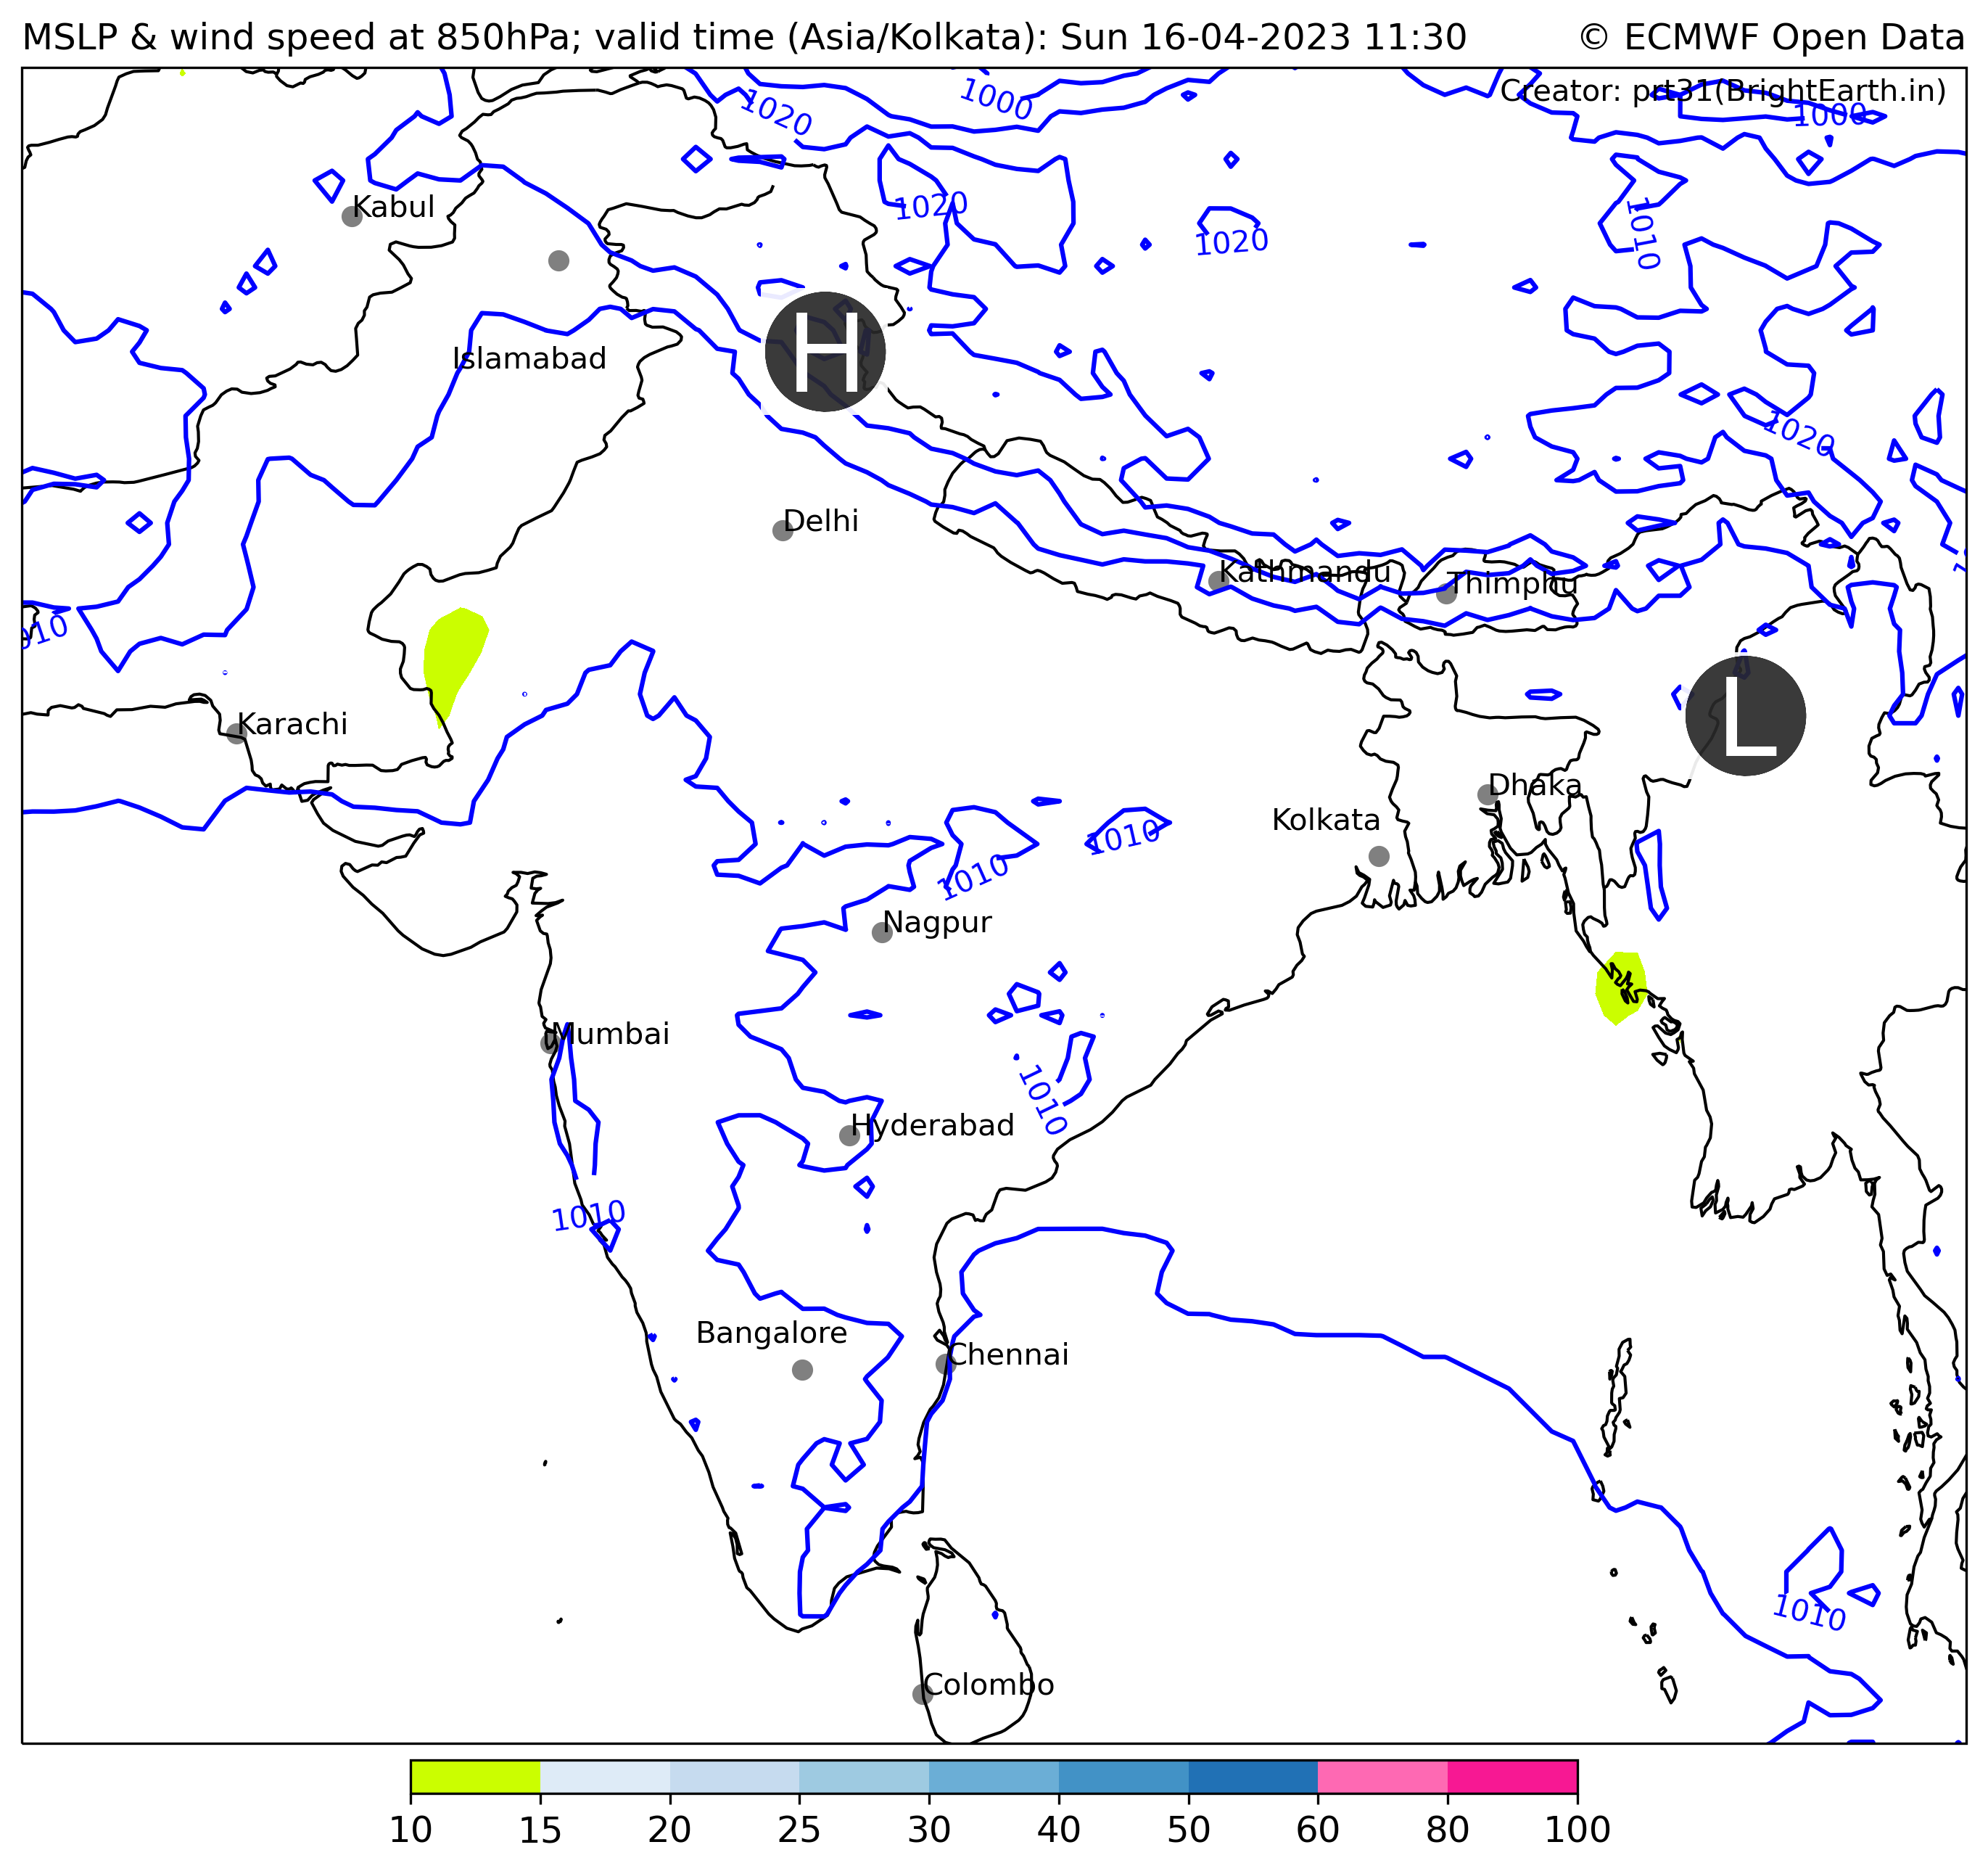 MSLP & wind speed at 850hPa; valid time (Asia/Kolkata): Sun 16-04-2023 11:30 © ECMWF Open Data
Creator: prt31(BrightEarth.in)
1020 1000 1000
Kabul 1020 1020 1010
H
Islamabad
1020
Delhi
Kathmandu Thimphu
L
Karachi
Dhaka
Kolkata 1010
1010
Nagpur
Mumbai
1010
Hyderabad
1010
Bangalore
Chennai
1010
Colombo
10 15 20 25 30 40 50 60 80 100